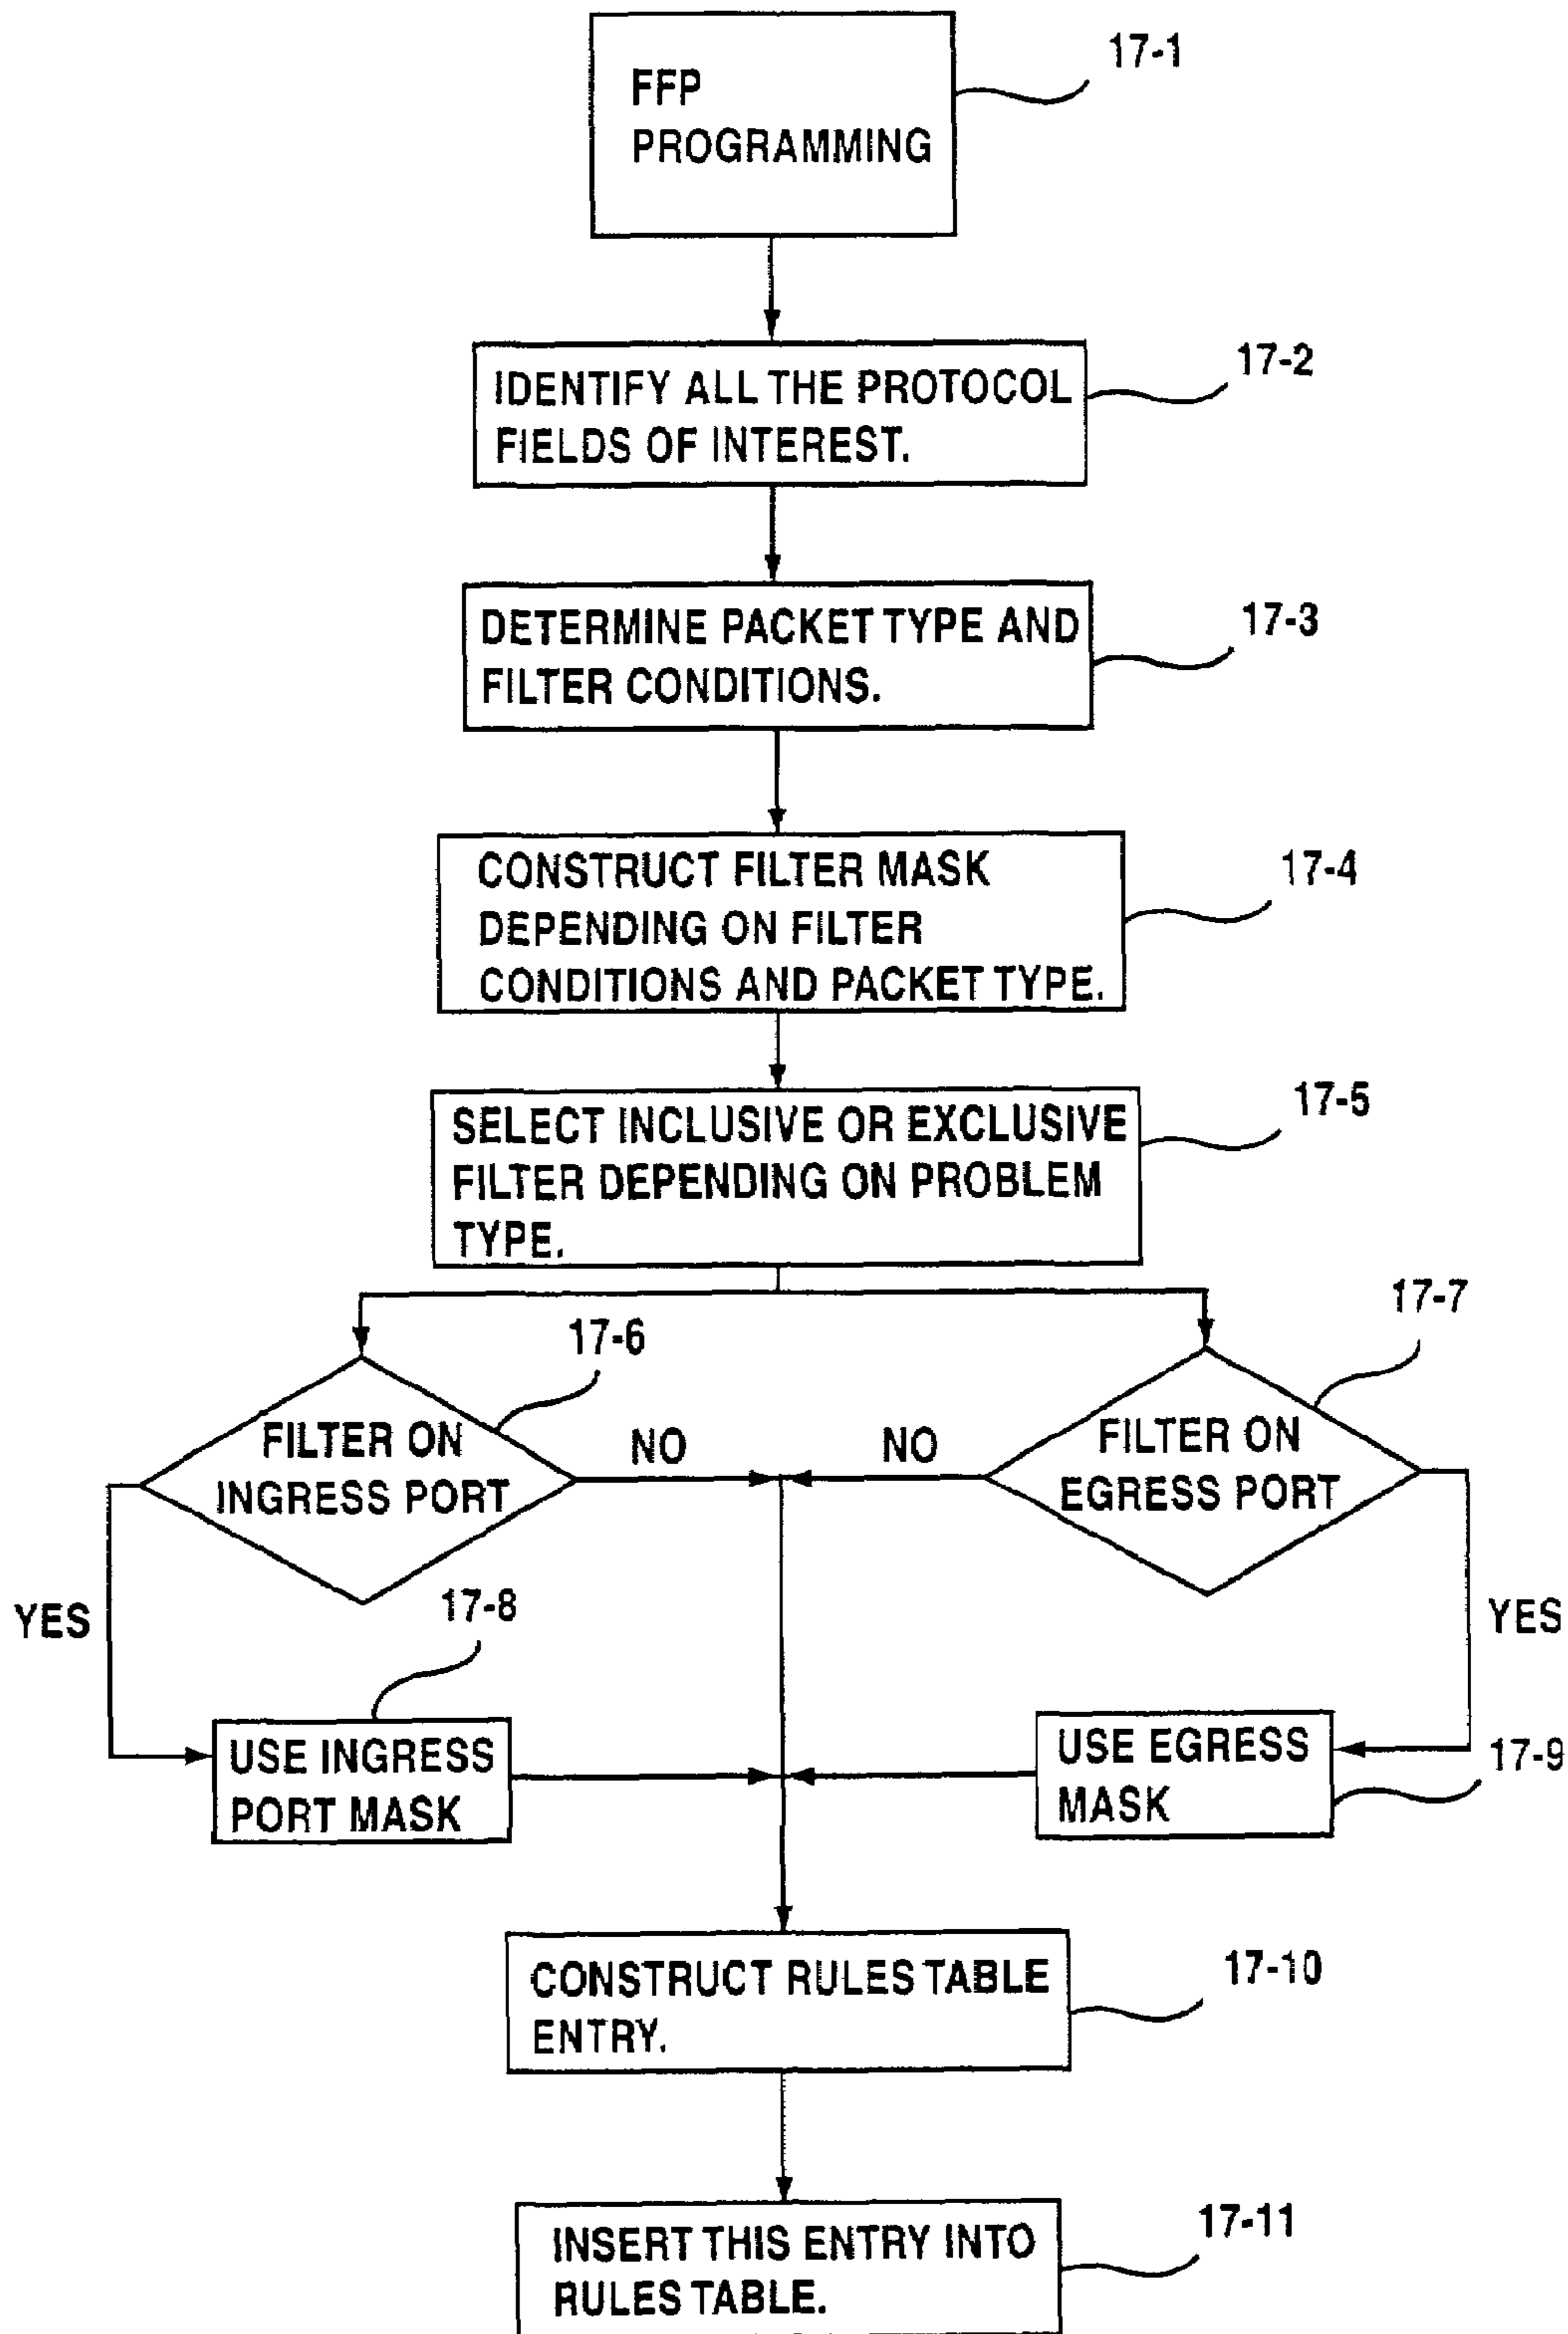 FFP
PROGRAMMING
17-1
IDENTIFY ALL THE PROTOCOL
FIELDS OF INTEREST.
17-2
DETERMINE PACKET TYPE AND
FILTER CONDITIONS.
17-3
CONSTRUCT FILTER MASK
DEPENDING ON FILTER
CONDITIONS AND PACKET TYPE.
17-4
SELECT INCLUSIVE OR EXCLUSIVE
FILTER DEPENDING ON PROBLEM
TYPE.
17-5
17-6
FILTER ON
INGRESS PORT
NO
YES
17-7
FILTER ON
EGRESS PORT
NO
YES
17-8
USE INGRESS
PORT MASK
USE EGRESS
MASK
17-9
CONSTRUCT RULES TABLE
ENTRY.
17-10
INSERT THIS ENTRY INTO
RULES TABLE.
17-11